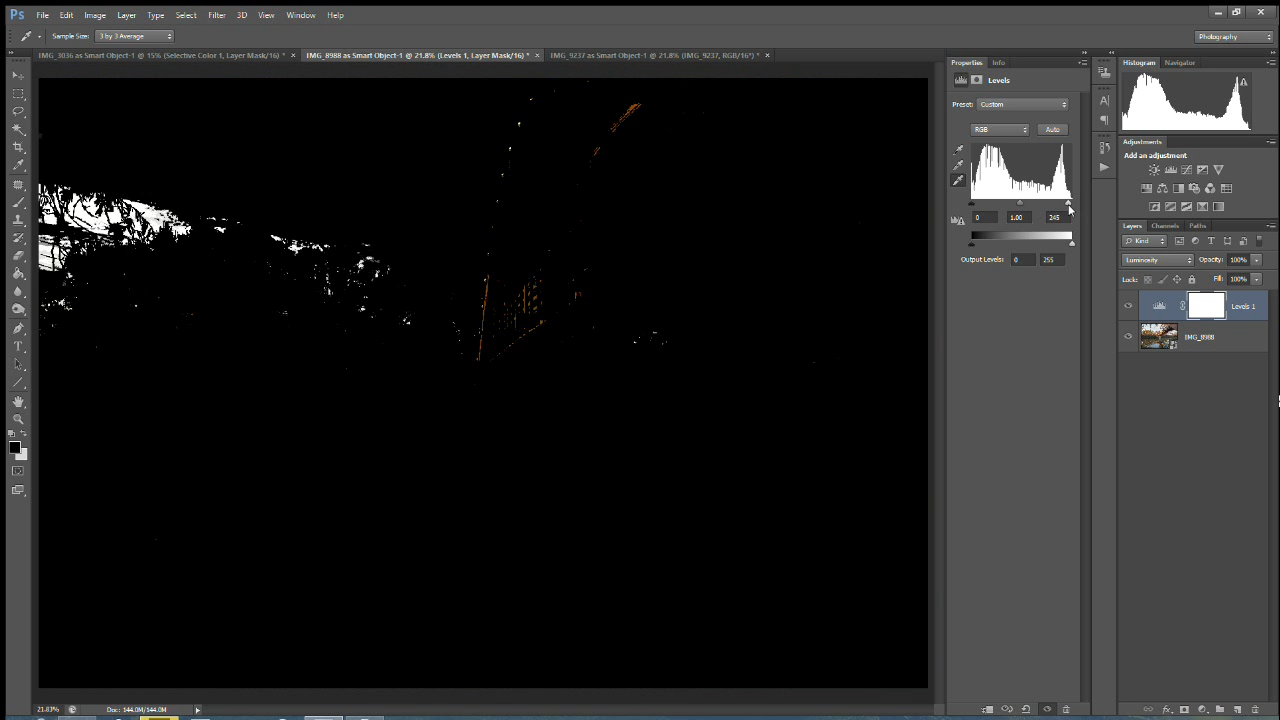 Ps File Edit Image Layer Type Select Filter 3D View Window Help
Sample Size: 3 by 3 Average
Photography
IMG_3036 as Smart Object-1 @ 15% (Selective Color 1, Layer Mask/16) * ×
IMG_8988 as Smart Object-1 @ 21.8% (Levels 1, Layer Mask/16) * ×
IMG_9237 as Smart Object-1 @ 21.8% (IMG_9237, RGB/16*) * ×
Properties Info
Levels
Preset: Custom
RGB Auto
0 1.00 245
Output Levels: 0 255
Histogram Navigator
Adjustments
Add an adjustment
Layers Channels Paths
Kind
Luminosity Opacity: 100%
Lock: Fill: 100%
Levels 1
IMG_8988
21.83% Doc: 144.0M/144.0M